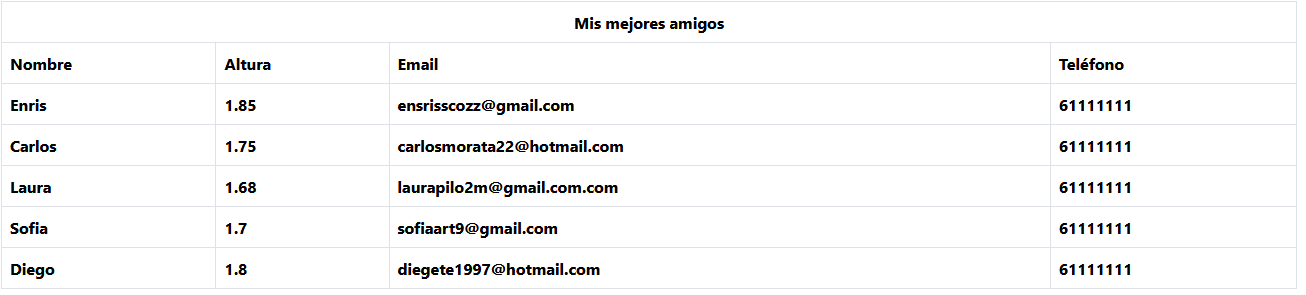 Mis mejores amigos
Nombre Altura Email Teléfono
Enris 1.85 ensrisscozz@gmail.com 61111111
Carlos 1.75 carlosmorata22@hotmail.com 61111111
Laura 1.68 laurapilo2m@gmail.com.com 61111111
Sofia 1.7 sofiaart9@gmail.com 61111111
Diego 1.8 diegete1997@hotmail.com 61111111